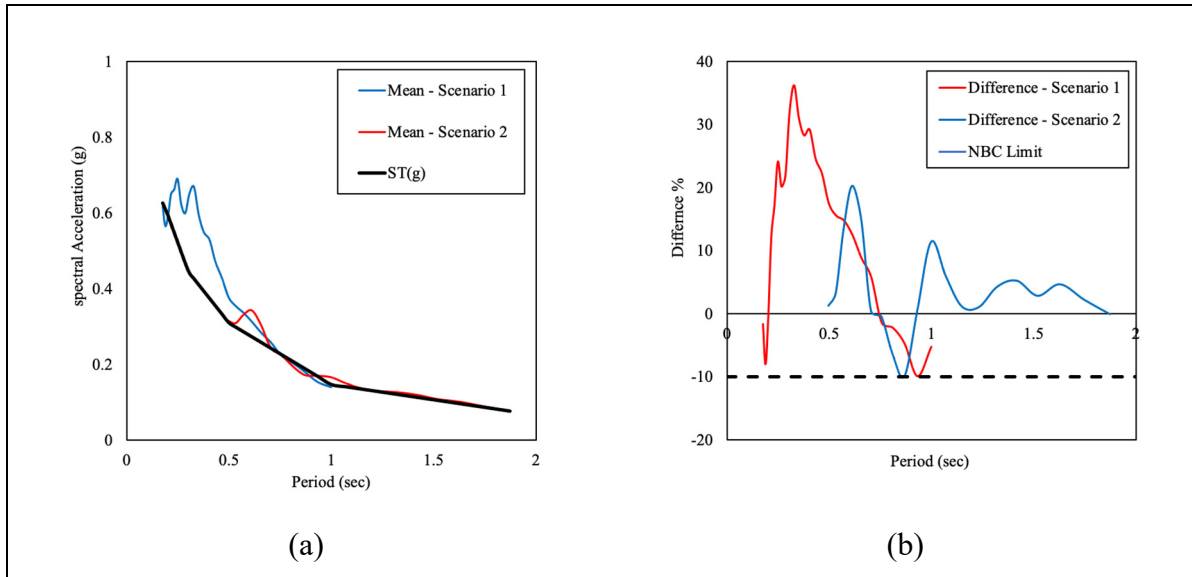 1
0.8
0.6
0.4
0.2
0
spectral Acceleration (g)
Mean - Scenario 1
Mean - Scenario 2
ST(g)
0
0.5
1
1.5
2
Period (sec)
(a)
40
30
20
10
0
-10
-20
Differnce %
Difference - Scenario 1
Difference - Scenario 2
NBC Limit
0
0.5
1
1.5
2
Period (sec)
(b)